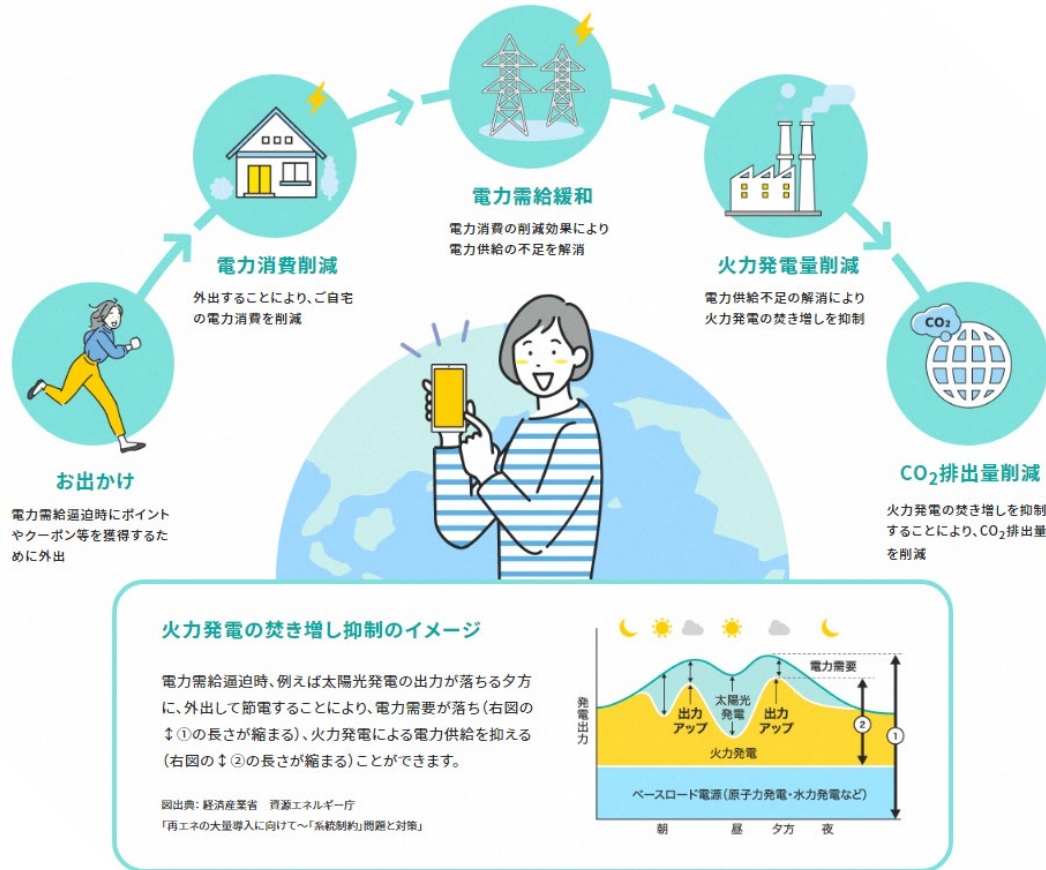 お出かけ
電力需給逼迫時にポイント
やクーポン等を獲得するた
めに外出
電力消費削減
外出することにより、ご自宅
の電力消費を削減
電力需給緩和
電力消費の削減効果により
電力供給の不足を解消
火力発電量削減
電力供給不足の解消により
火力発電の焚き増しを抑制
CO₂
CO₂排出量削減
火力発電の焚き増しを抑制
することにより、CO₂排出量
を削減
火力発電の焚き増し抑制のイメージ
電力需給逼迫時、例えば太陽光発電の出力が落ちる夕方
に、外出して節電することにより、電力需要が落ち(右図の
↕①の長さが縮まる)、火力発電による電力供給を抑える
(右図の↕②の長さが縮まる)ことができます。
図出典: 経済産業省 資源エネルギー庁
「再エネの大量導入に向けて～「系統制約」問題と対策」
発電出力
電力需要
太陽光
発電
出力
アップ
出力
アップ
②
①
火力発電
ベースロード電源(原子力発電・水力発電など)
朝 昼 夕方 夜